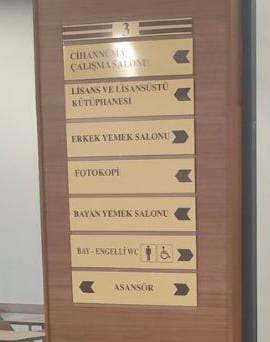 3
CİHANNÜMA
ÇALIŞMA SALONU
LİSANS VE LİSANSÜSTÜ
KÜTÜPHANESİ
ERKEK YEMEK SALONU
FOTOKOPİ
BAYAN YEMEK SALONU
BAY - ENGELLİ WC
ASANSÖR